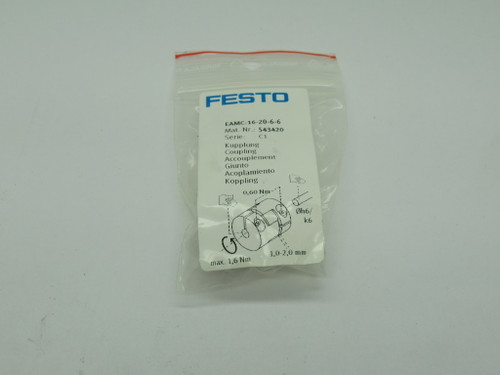 FESTO
EAMC-16-20-6-6
Mat. Nr.: 543420
Serie: C1
Kupplung
Coupling
Accouplement
Giunto
Acoplamiento
Koppling
0,60 Nm
Øh6/
k6
max. 1,6 Nm
1,0-2,0 mm